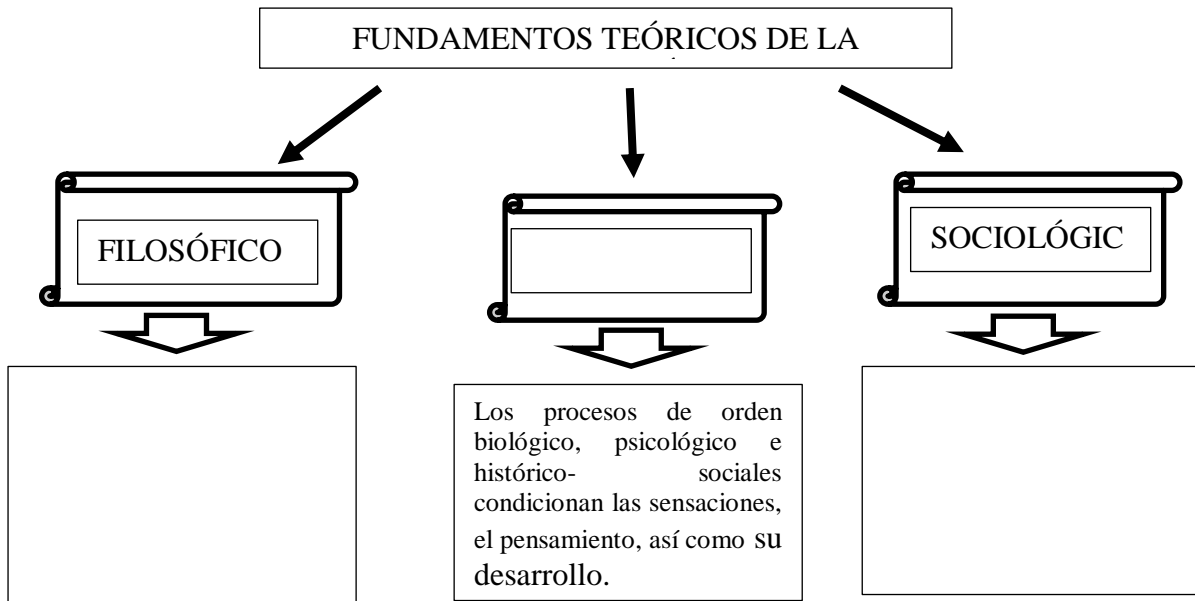 FUNDAMENTOS TEÓRICOS DE LA
FILOSÓFICO
SOCIOLÓGIC
Los procesos de orden
biológico, psicológico e
histórico- sociales
condicionan las sensaciones,
el pensamiento, así como su
desarrollo.